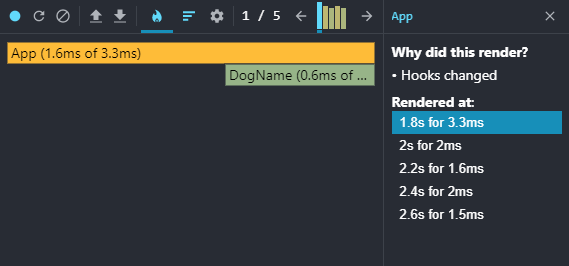 1 / 5
App
App (1.6ms of 3.3ms)
DogName (0.6ms of ...
Why did this render?
• Hooks changed
Rendered at:
1.8s for 3.3ms
2s for 2ms
2.2s for 1.6ms
2.4s for 2ms
2.6s for 1.5ms